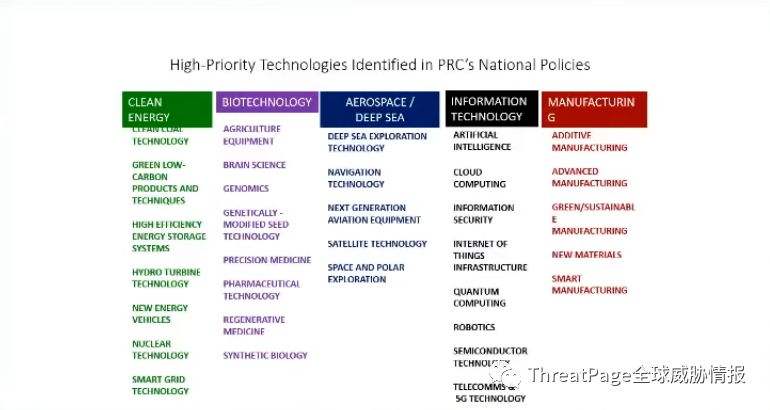 High-Priority Technologies Identified in PRC's National Policies
CLEAN
ENERGY
CLEAN COAL
TECHNOLOGY
GREEN LOW-
CARBON
PRODUCTS AND
TECHNIQUES
HIGH EFFICIENCY
ENERGY STORAGE
SYSTEMS
HYDRO TURBINE
TECHNOLOGY
NEW ENERGY
VEHICLES
NUCLEAR
TECHNOLOGY
SMART GRID
TECHNOLOGY
BIOTECHNOLOGY
AGRICULTURE
EQUIPMENT
BRAIN SCIENCE
GENOMICS
GENETICALLY -
MODIFIED SEED
TECHNOLOGY
PRECISION MEDICINE
PHARMACEUTICAL
TECHNOLOGY
REGENERATIVE
MEDICINE
SYNTHETIC BIOLOGY
AEROSPACE /
DEEP SEA
DEEP SEA EXPLORATION
TECHNOLOGY
NAVIGATION
TECHNOLOGY
NEXT GENERATION
AVIATION EQUIPMENT
SATELLITE TECHNOLOGY
SPACE AND POLAR
EXPLORATION
INFORMATION
TECHNOLOGY
ARTIFICIAL
INTELLIGENCE
CLOUD
COMPUTING
INFORMATION
SECURITY
INTERNET OF
THINGS
INFRASTRUCTURE
QUANTUM
COMPUTING
ROBOTICS
SEMICONDUCTOR
TECHNOLOGY
TELECOMMS &
5G TECHNOLOGY
MANUFACTURIN
G
ADDITIVE
MANUFACTURING
ADVANCED
MANUFACTURING
GREEN/SUSTAINABL
E
MANUFACTURING
NEW MATERIALS
SMART
MANUFACTURING
ThreatPage全球威胁情报